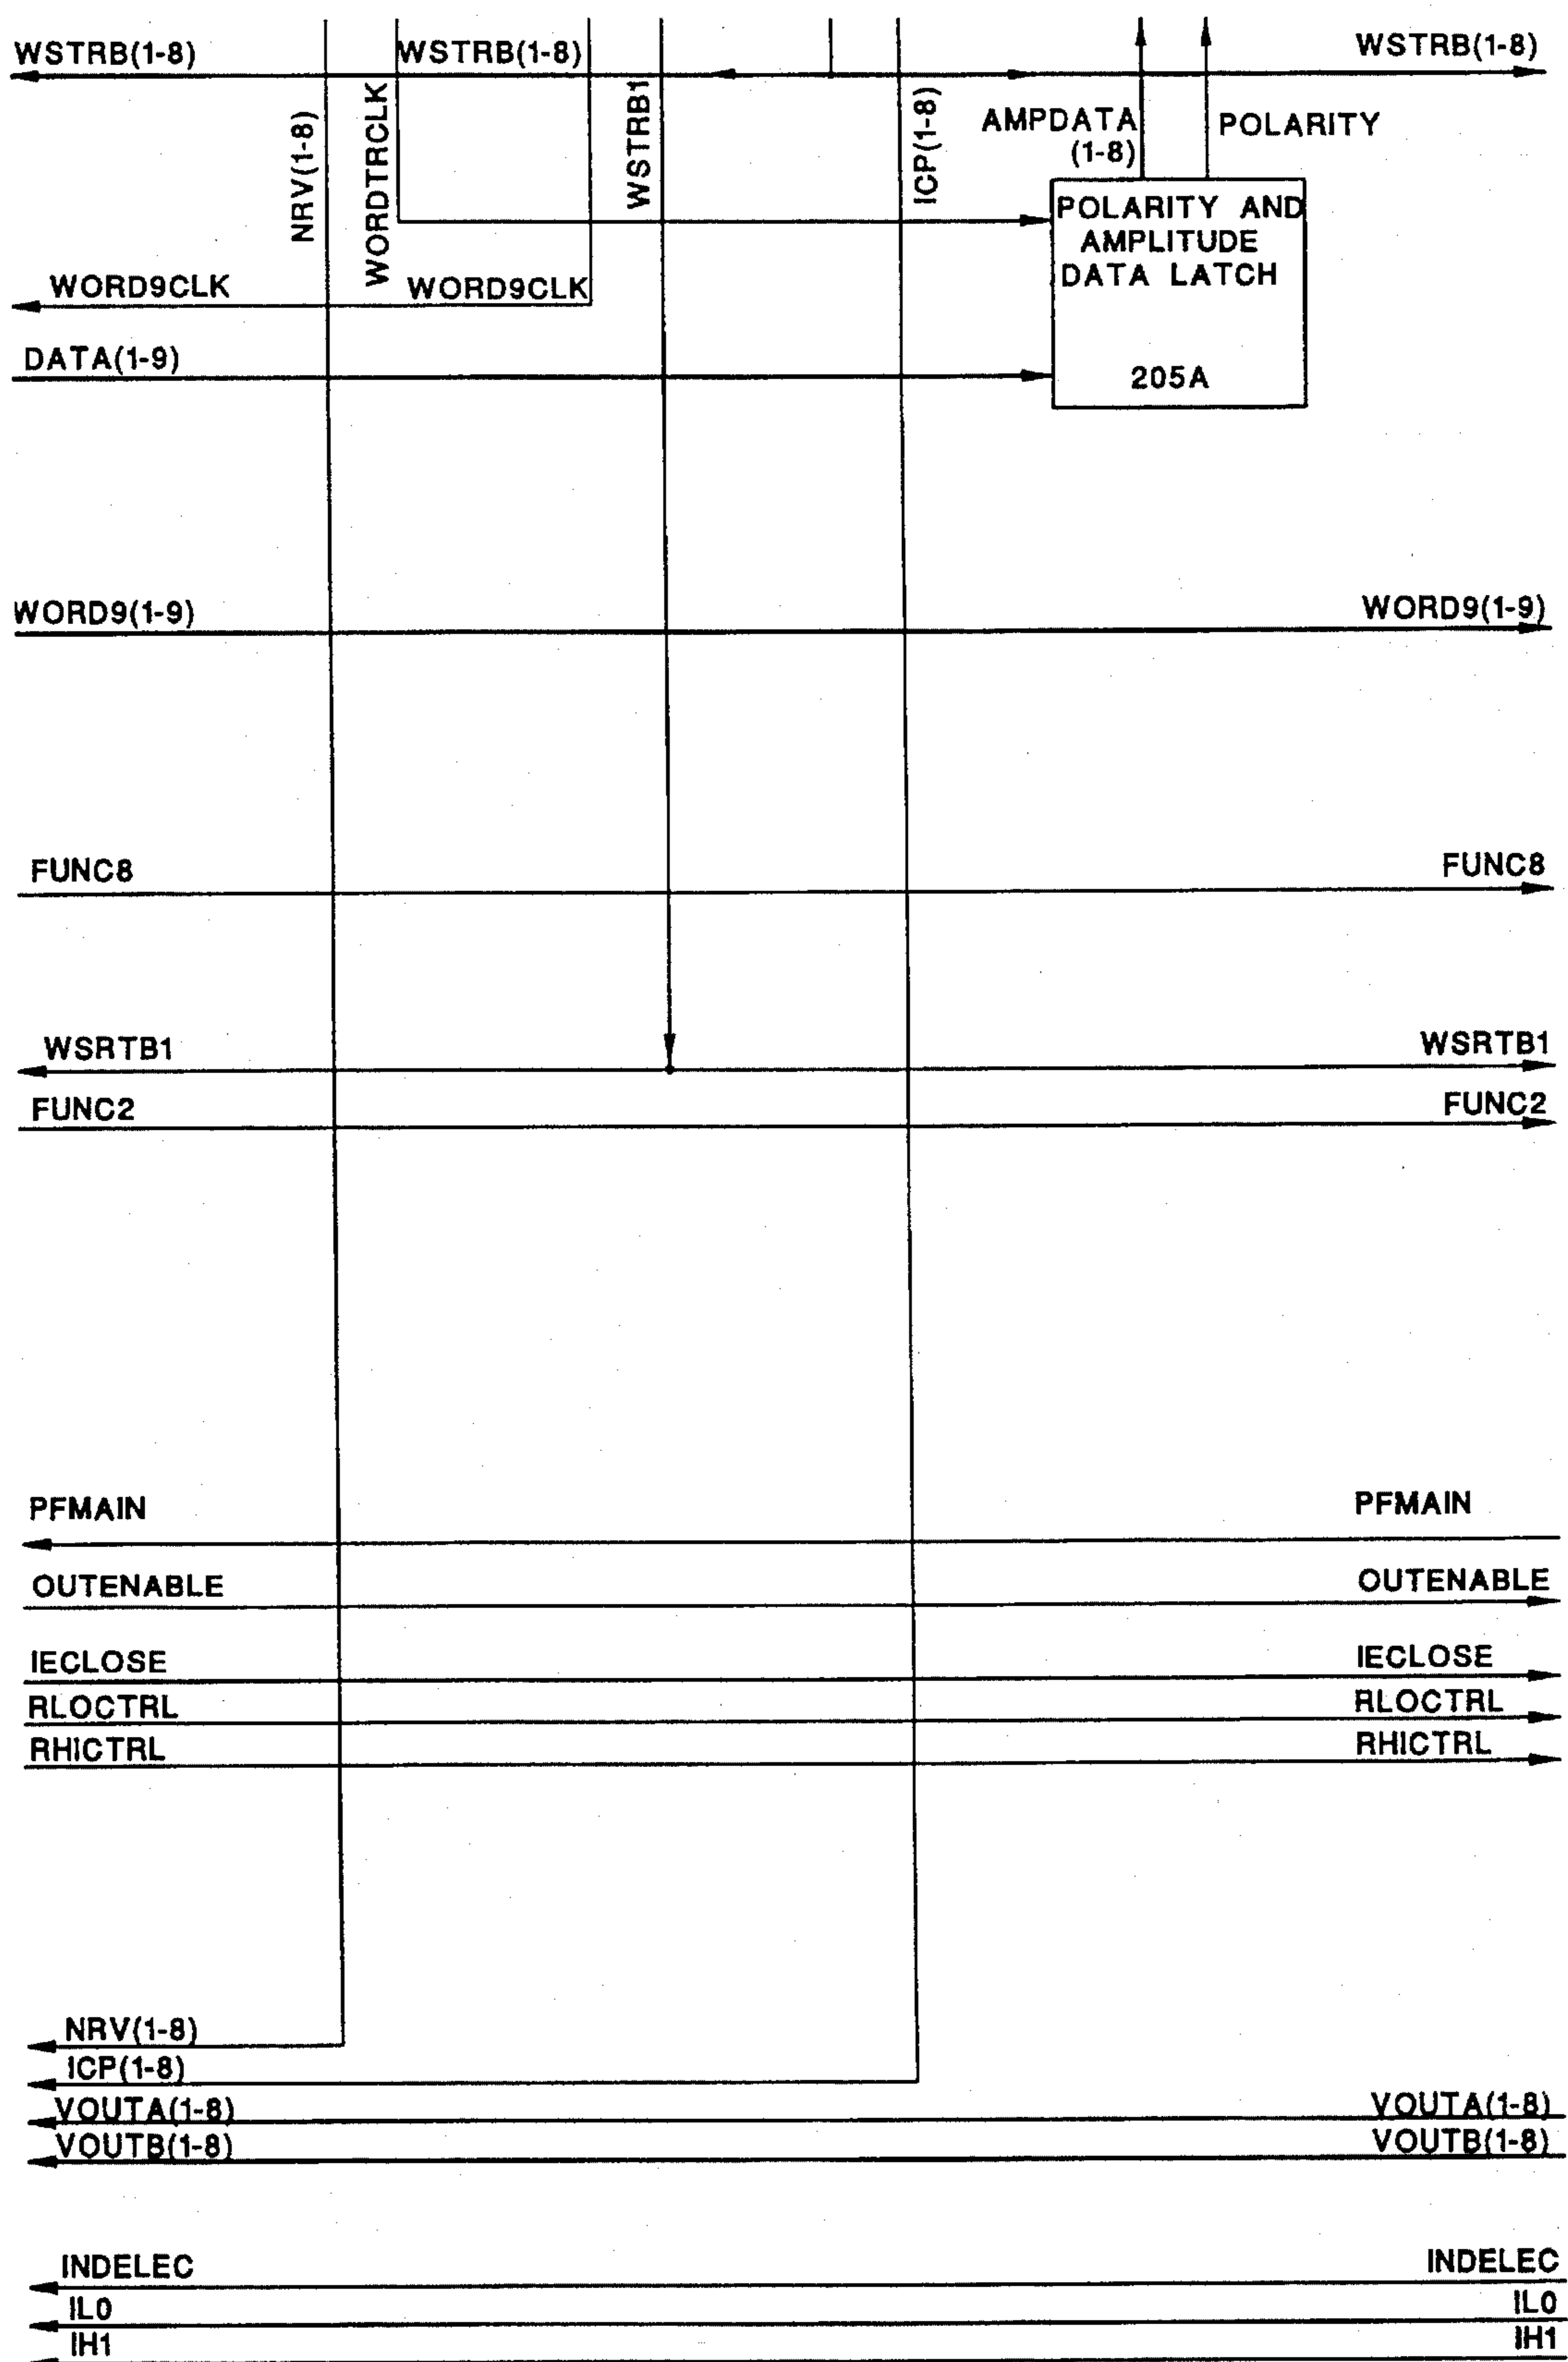 WSTRB(1-8)
WSTRB(1-8)
WSTRB(1-8)
NRV(1-8)
WORDTRCLK
WSTRB1
ICP(1-8)
AMPDATA
(1-8)
POLARITY
POLARITY AND
AMPLITUDE
DATA LATCH
205A
WORD9CLK
WORD9CLK
DATA(1-9)
WORD9(1-9)
WORD9(1-9)
FUNC8
FUNC8
WSRTB1
WSRTB1
FUNC2
FUNC2
PFMAIN
PFMAIN
OUTENABLE
OUTENABLE
IECLOSE
IECLOSE
RLOCTRL
RLOCTRL
RHICTRL
RHICTRL
NRV(1-8)
ICP(1-8)
VOUTA(1-8)
VOUTA(1-8)
VOUTB(1-8)
VOUTB(1-8)
INDELEC
INDELEC
ILO
ILO
IH1
IH1